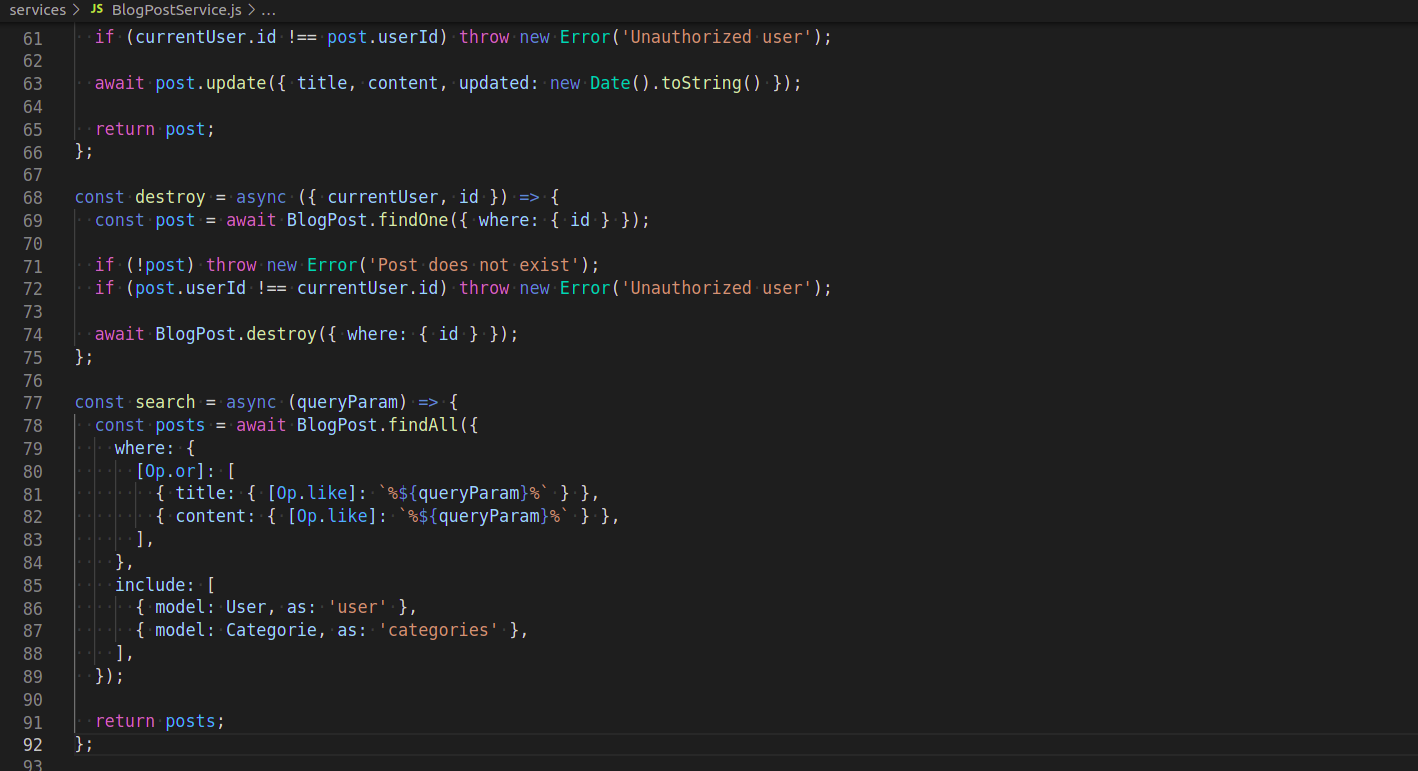 services > JS BlogPostService.js > ...
61   if (currentUser.id !== post.userId) throw new Error('Unauthorized user');
62
63   await post.update({ title, content, updated: new Date().toString() });
64
65   return post;
66 };
67
68 const destroy = async ({ currentUser, id }) => {
69   const post = await BlogPost.findOne({ where: { id } });
70
71   if (!post) throw new Error('Post does not exist');
72   if (post.userId !== currentUser.id) throw new Error('Unauthorized user');
73
74   await BlogPost.destroy({ where: { id } });
75 };
76
77 const search = async (queryParam) => {
78   const posts = await BlogPost.findAll({
79     where: {
80       [Op.or]: [
81         { title: { [Op.like]: `%${queryParam}%` } },
82         { content: { [Op.like]: `%${queryParam}%` } },
83       ],
84     },
85     include: [
86       { model: User, as: 'user' },
87       { model: Categorie, as: 'categories' },
88     ],
89   });
90
91   return posts;
92 };
93